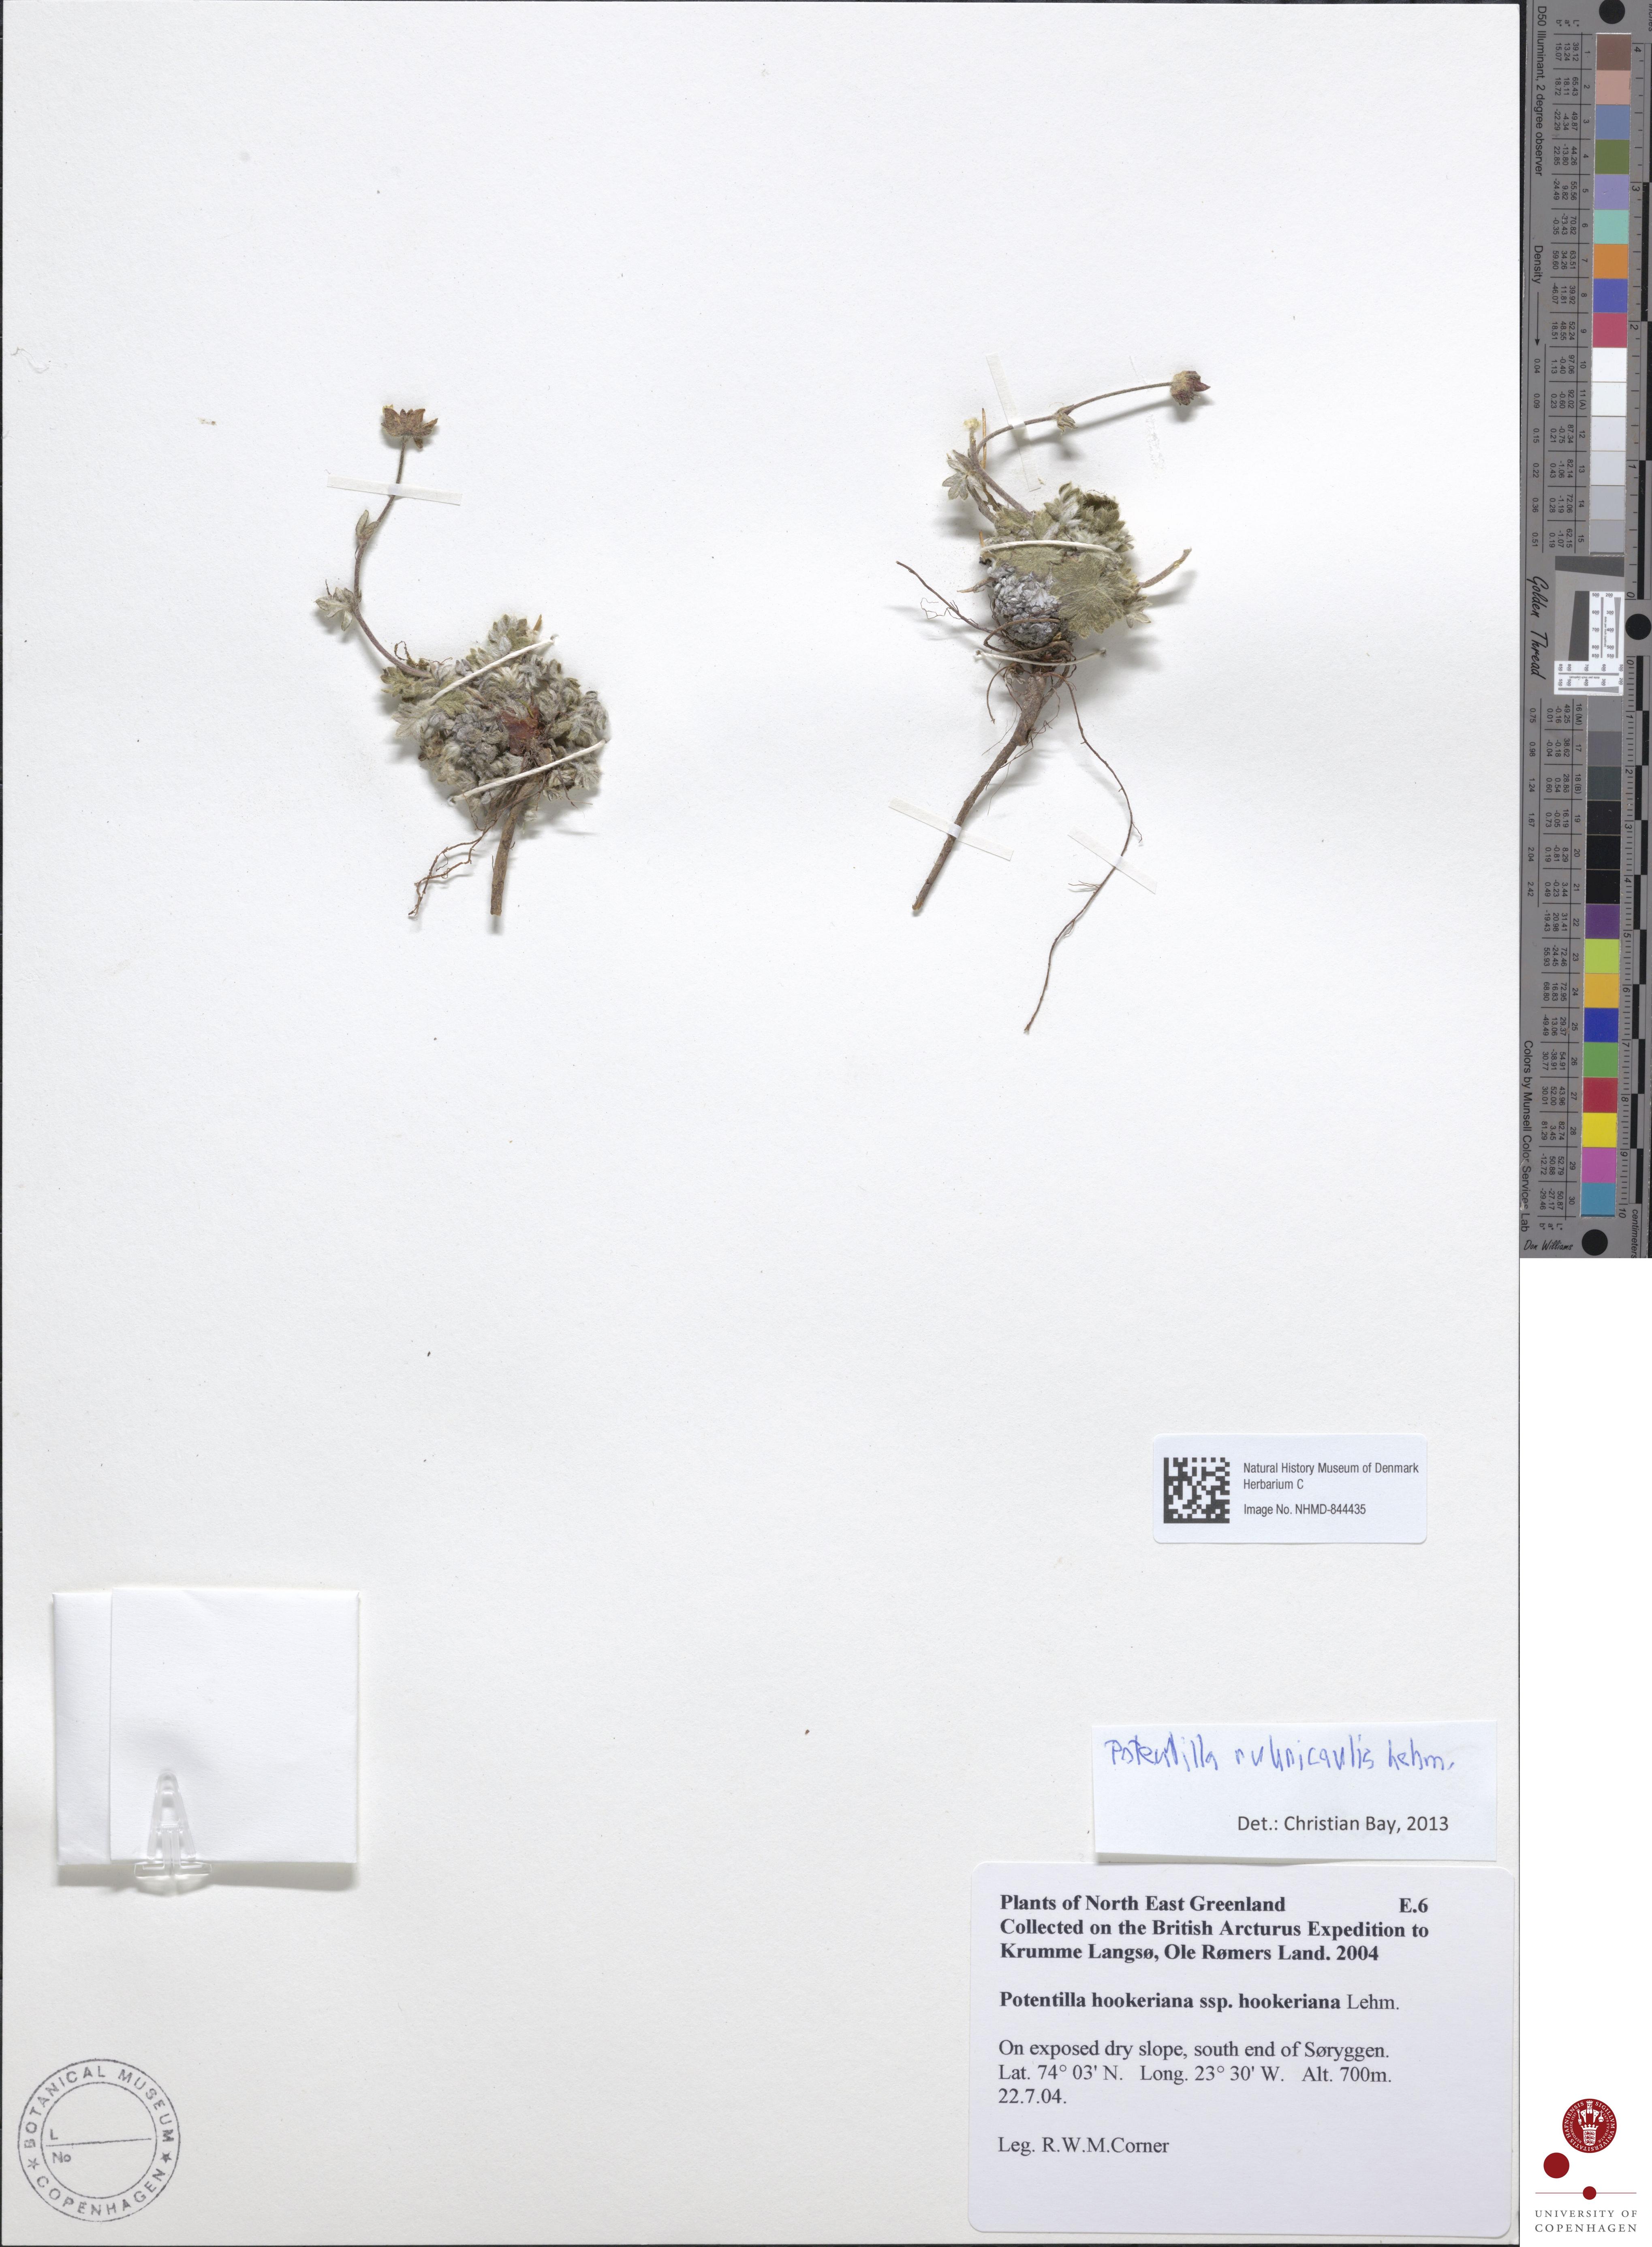 Natural History Museum of Denmark
Herbarium C
Image No. NHMD-844435
Potentilla rubricaulis Lehm.
Det.: Christian Bay, 2013
Plants of North East Greenland E.6
Collected on the British Arcturus Expedition to
Krumme Langsø, Ole Rømers Land. 2004
Potentilla hookeriana ssp. hookeriana Lehm.
On exposed dry slope, south end of Søryggen.
Lat. 74° 03' N. Long. 23° 30' W. Alt. 700m.
22.7.04.
Leg. R.W.M.Corner
BOTANICAL MUSEUM
L
No
COPENHAGEN
UNIVERSITY OF
COPENHAGEN
D50 Illuminant, 2 degree observer
Density
Golden Thread
Colors by Munsell Color Services Lab
Don Williams
centimeters